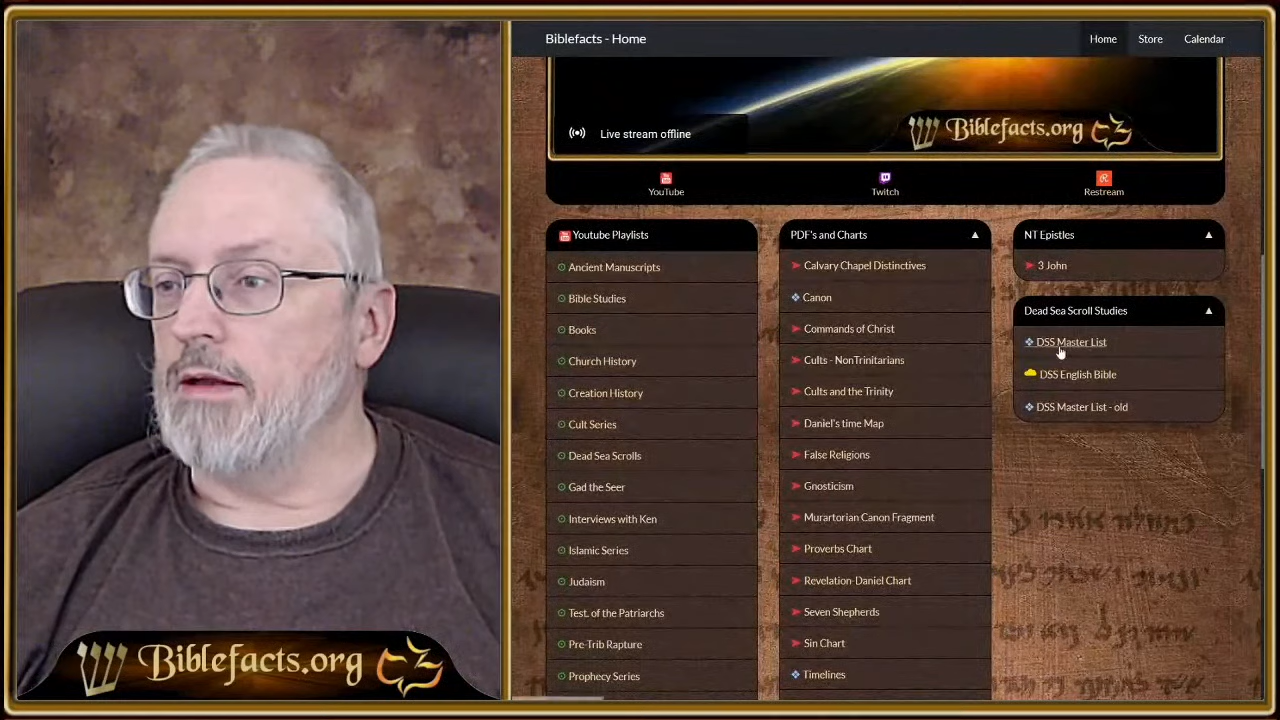 Biblefacts - Home
Home
Store
Calendar
Live stream offline
Biblefacts.org
YouTube
Twitch
Restream
Youtube Playlists
Ancient Manuscripts
Bible Studies
Books
Church History
Creation History
Cult Series
Dead Sea Scrolls
Gad the Seer
Interviews with Ken
Islamic Series
Judaism
Test. of the Patriarchs
Pre-Trib Rapture
Prophecy Series
PDF's and Charts
Calvary Chapel Distinctives
Canon
Commands of Christ
Cults - NonTrinitarians
Cults and the Trinity
Daniel's time Map
False Religions
Gnosticism
Murartorian Canon Fragment
Proverbs Chart
Revelation-Daniel Chart
Seven Shepherds
Sin Chart
Timelines
NT Epistles
3 John
Dead Sea Scroll Studies
DSS Master List
DSS English Bible
DSS Master List - old
Biblefacts.org